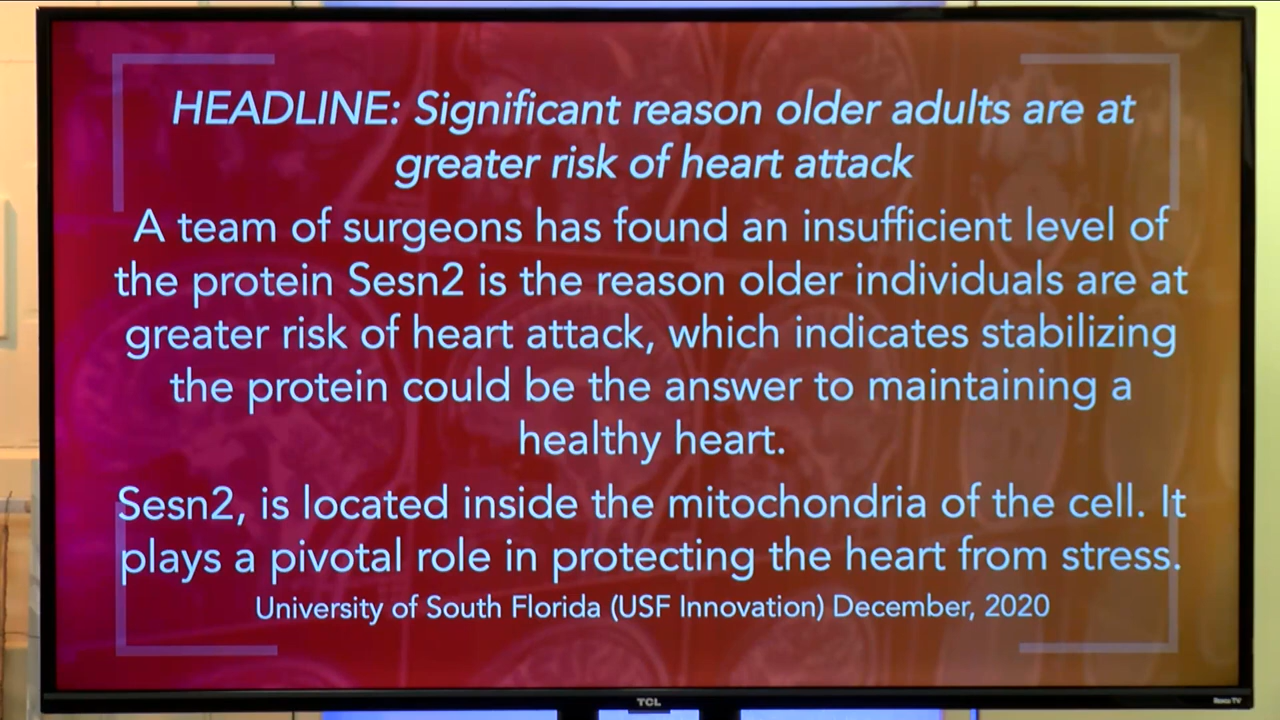 HEADLINE: Significant reason older adults are at
greater risk of heart attack
A team of surgeons has found an insufficient level of
the protein Sesn2 is the reason older individuals are at
greater risk of heart attack, which indicates stabilizing
the protein could be the answer to maintaining a
healthy heart.
Sesn2, is located inside the mitochondria of the cell. It
plays a pivotal role in protecting the heart from stress.
University of South Florida (USF Innovation) December, 2020
TCL
Roku TV